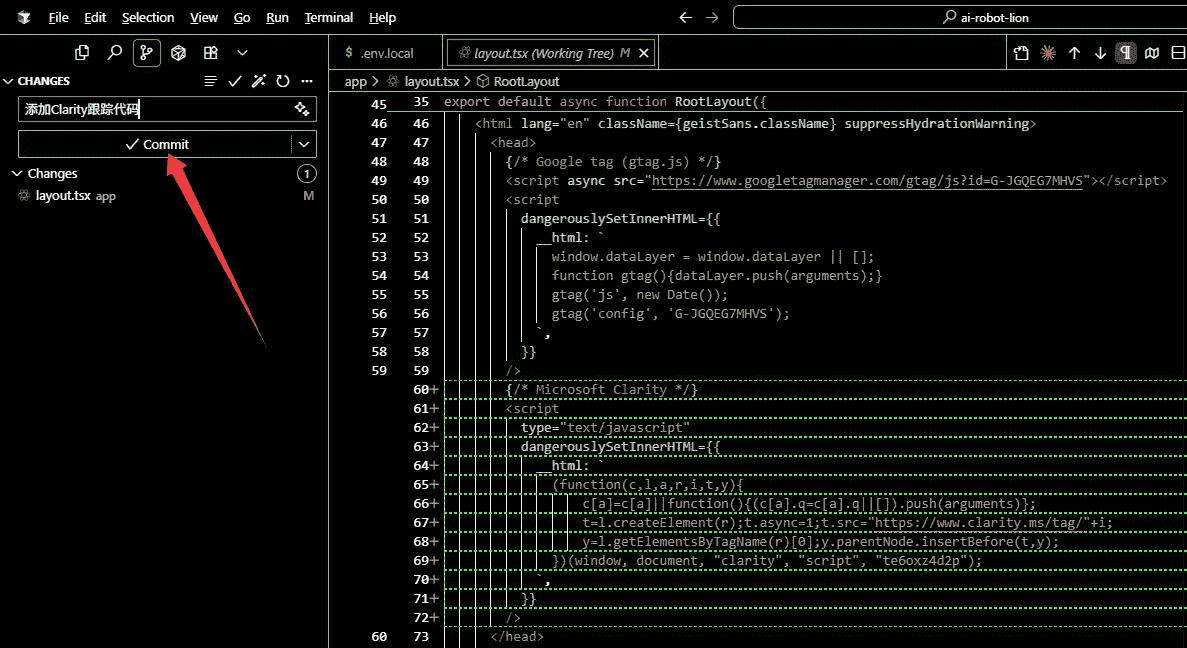 File Edit Selection View Go Run Terminal Help
ai-robot-lion
CHANGES
添加Clarity跟踪代码
Commit
Changes 1
layout.tsx app M
$ .env.local
layout.tsx (Working Tree) M
app > layout.tsx > RootLayout
45 35 export default async function RootLayout({
46 46 <html lang="en" className={geistSans.className} suppressHydrationWarning>
47 47 <head>
48 48 {/* Google tag (gtag.js) */}
49 49 <script async src="https://www.googletagmanager.com/gtag/js?id=G-JGQEG7MHVS"></script>
50 50 <script
51 51 dangerouslySetInnerHTML={{
52 52 __html: `
53 53 window.dataLayer = window.dataLayer || [];
54 54 function gtag(){dataLayer.push(arguments);}
55 55 gtag('js', new Date());
56 56 gtag('config', 'G-JGQEG7MHVS');
57 57 `,
58 58 }}
59 59 />
60+ {/* Microsoft Clarity */}
61+ <script
62+ type="text/javascript"
63+ dangerouslySetInnerHTML={{
64+ __html: `
65+ (function(c,l,a,r,i,t,y){
66+ c[a]=c[a]||function(){(c[a].q=c[a].q||[]).push(arguments)};
67+ t=l.createElement(r);t.async=1;t.src="https://www.clarity.ms/tag/"+i;
68+ y=l.getElementsByTagName(r)[0];y.parentNode.insertBefore(t,y);
69+ })(window, document, "clarity", "script", "te6oxz4d2p");
70+ `,
71+ }}
72+ />
60 73 </head>